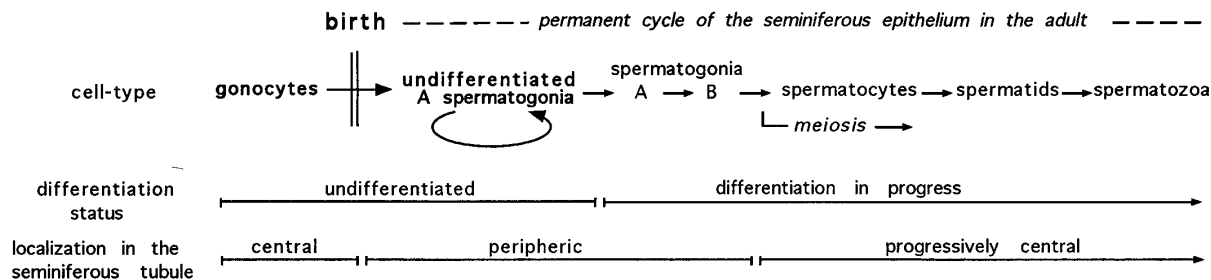 birth permanent cycle of the seminiferous epithelium in the adult
spermatogonia
cell-type gonocytes undifferentiated A B spermatocytes spermatids spermatozoa
A spermatogonia
meiosis
differentiation undifferentiated differentiation in progress
status
localization in the central peripheric progressively central
seminiferous tubule